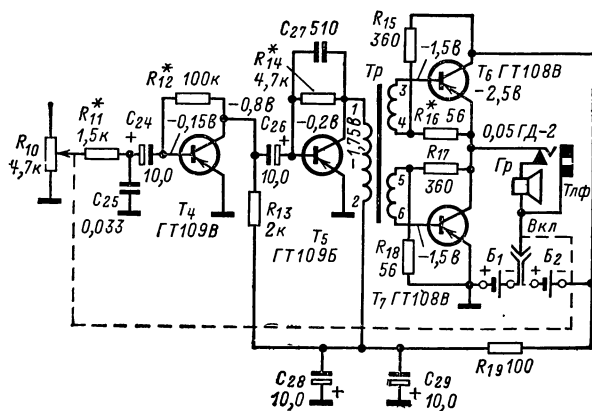 R15
360
C27 510
R*14
4,7к
R*12 100к
-0,8В
-0,15В
R*11
1,5к
C24
+
10,0
R10
4,7к
C25
0,033
T4
ГТ109В
C26
+
10,0
-0,2В
-1,75В
1
2
R13
2к
T5
ГТ109Б
Тр
3
4
5
6
-1,5В
T6 ГТ108В
-2,5В
R*16 56
0,05 ГД-2
R17
360
Гр
Тлф
R18
56
-1,5В
T7 ГТ108В
Вкл
Б1
+ -
Б2
+ -
R19 100
C28
10,0
+
C29
10,0
+